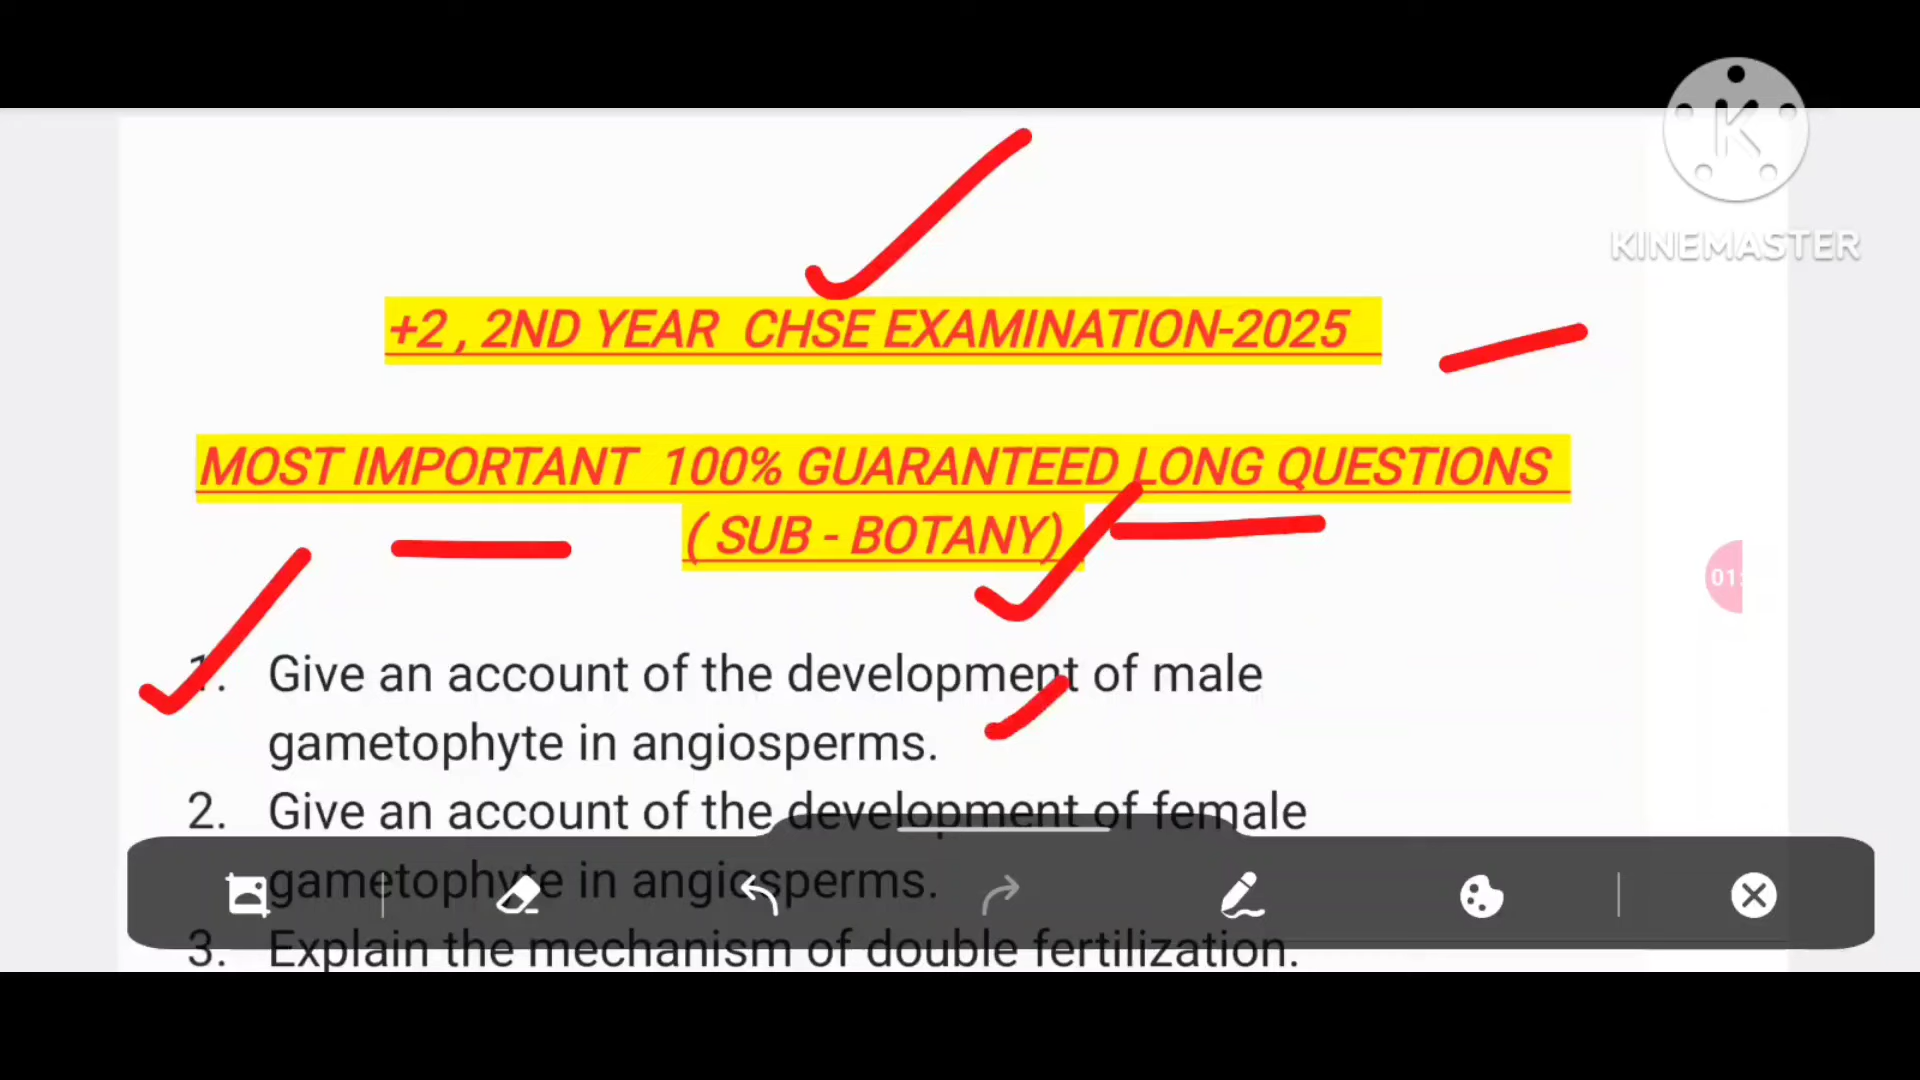 KINEMASTER
+2 , 2ND YEAR CHSE EXAMINATION-2025
MOST IMPORTANT 100% GUARANTEED LONG QUESTIONS
( SUB - BOTANY)
1. Give an account of the development of male
gametophyte in angiosperms.
2. Give an account of the development of female
gametophyte in angiosperms.
3. Explain the mechanism of double fertilization.